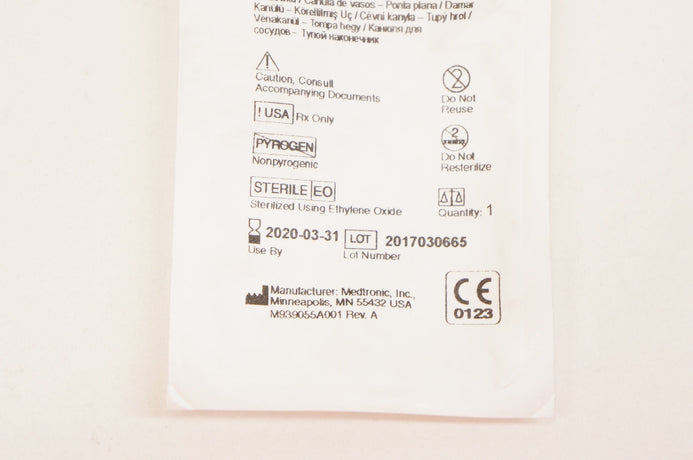 Cânula de vasos – Ponta plana / Damar
Kanülü – Köreltilmiş Uç / Cévní kanyla – Tupý hrot /
Vénakanül – Tompa hegy / Канюля для
сосудов – Тупой наконечник
Caution, Consult
Accompanying Documents
Do Not
Reuse
! USA Rx Only
PYROGEN
Nonpyrogenic
2
Do Not
Resterilize
STERILE EO
Sterilized Using Ethylene Oxide
Quantity: 1
2020-03-31
Use By
LOT 2017030665
Lot Number
Manufacturer: Medtronic, Inc.,
Minneapolis, MN 55432 USA
M939055A001 Rev. A
CE
0123